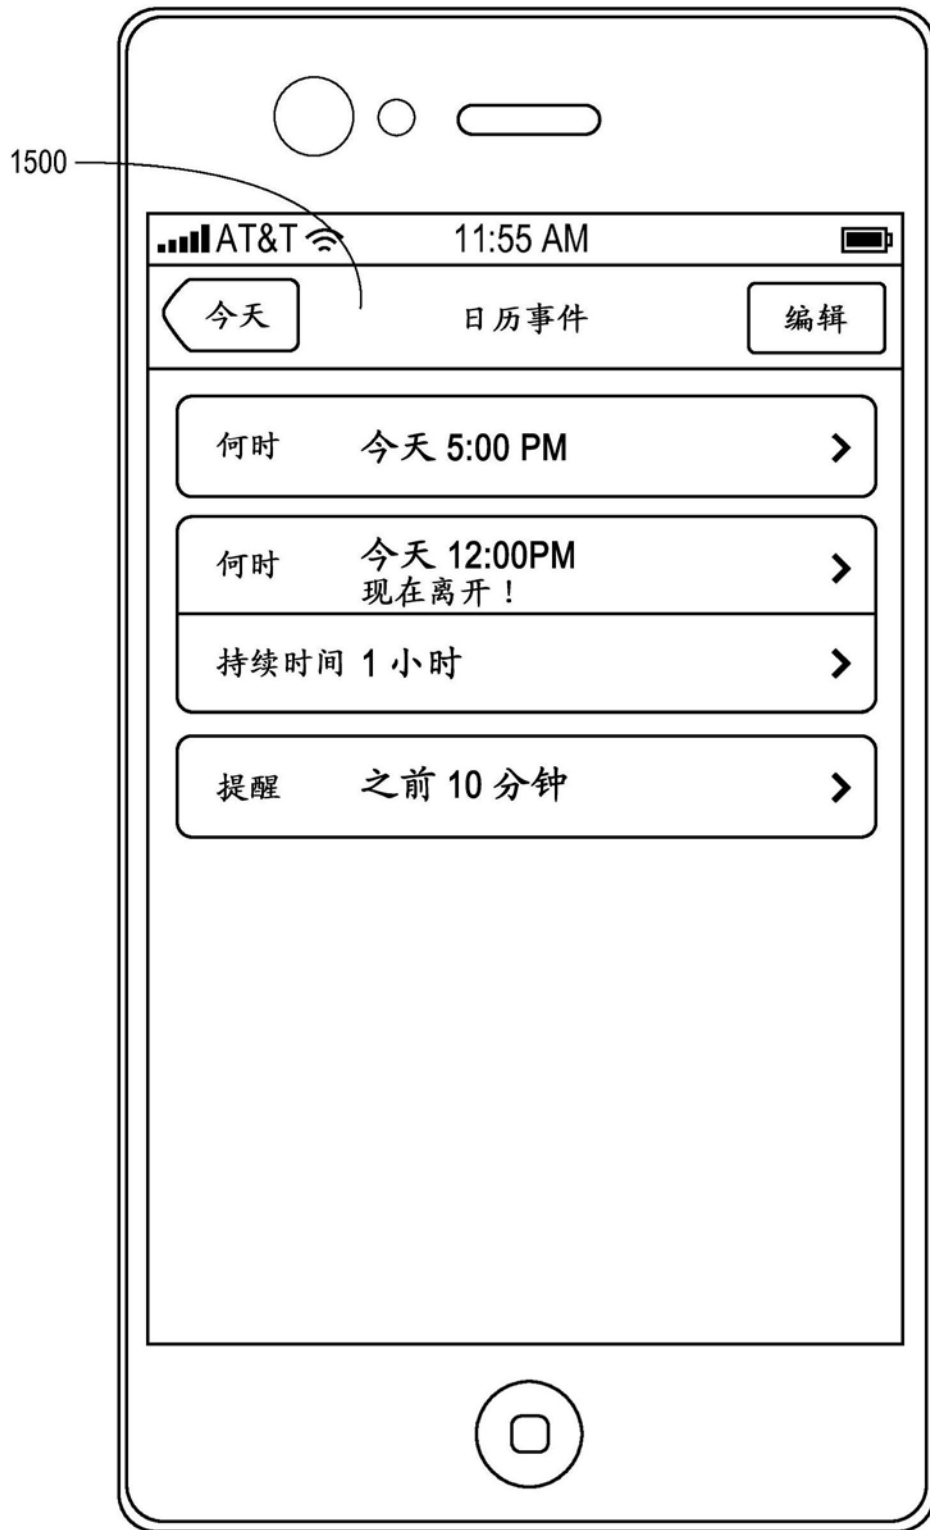 1500
AT&T 11:55 AM
今天 日历事件 编辑
何时 今天 5:00 PM
何时 今天 12:00PM
现在离开！
持续时间 1 小时
提醒 之前 10 分钟